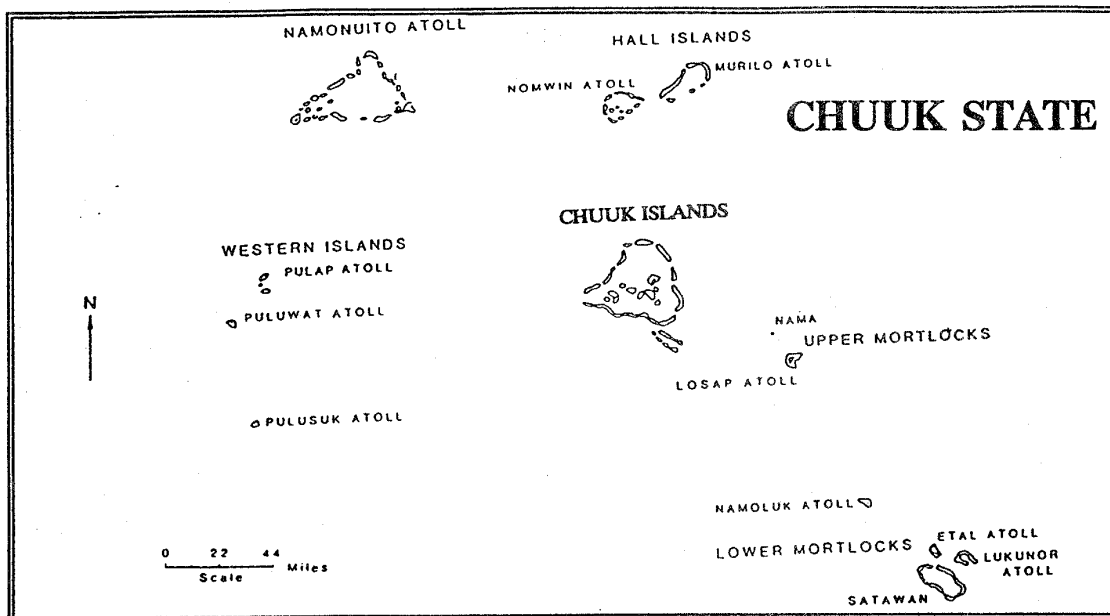 NAMONUITO ATOLL
HALL ISLANDS
MURILO ATOLL
NOMWIN ATOLL
CHUUK STATE
CHUUK ISLANDS
WESTERN ISLANDS
PULAP ATOLL
N
PULUWAT ATOLL
NAMA
UPPER MORTLOCKS
LOSAP ATOLL
PULUSUK ATOLL
NAMOLUK ATOLL
ETAL ATOLL
LOWER MORTLOCKS
LUKUNOR
ATOLL
SATAWAN
0 22 44
Miles
Scale